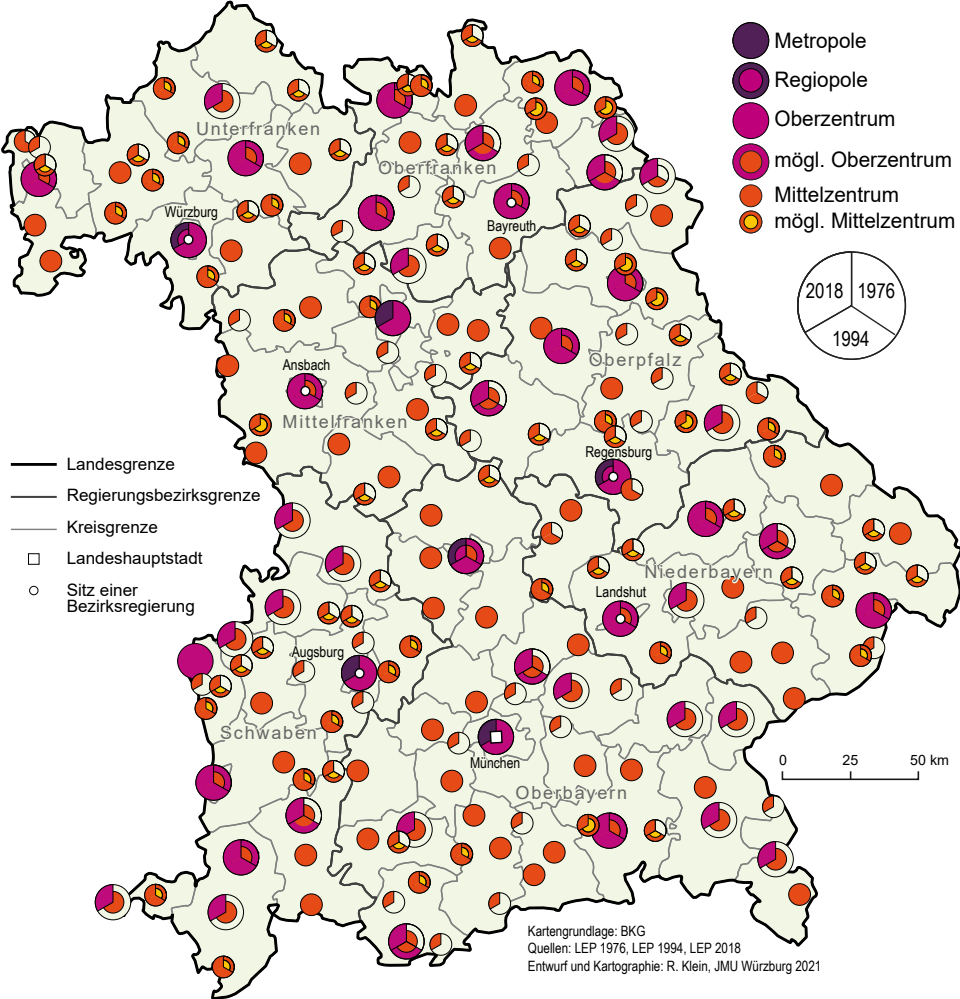 Metropole
Regiopole
Oberzentrum
mögl. Oberzentrum
Mittelzentrum
mögl. Mittelzentrum
2018
1976
1994
Unterfranken
Oberfranken
Würzburg
Bayreuth
Ansbach
Oberpfalz
Mittelfranken
Regensburg
Landesgrenze
Regierungsbezirksgrenze
Kreisgrenze
Landeshauptstadt
Sitz einer
Bezirksregierung
Niederbayern
Landshut
Augsburg
Schwaben
München
Oberbayern
0 25 50 km
Kartengrundlage: BKG
Quellen: LEP 1976, LEP 1994, LEP 2018
Entwurf und Kartographie: R. Klein, JMU Würzburg 2021